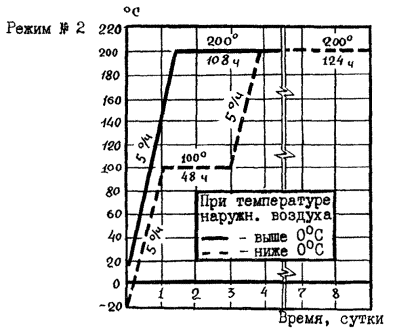 °C
Режим № 2
220
200
180
160
140
120
100
80
60
40
20
0
-20
200°
108 ч
200°
124 ч
5°/ч
5°/ч
100°
48 ч
5°/ч
При температуре
наружн. воздуха
- выше 0°C
- ниже 0°C
1 2 3 4 7 8
Время, сутки